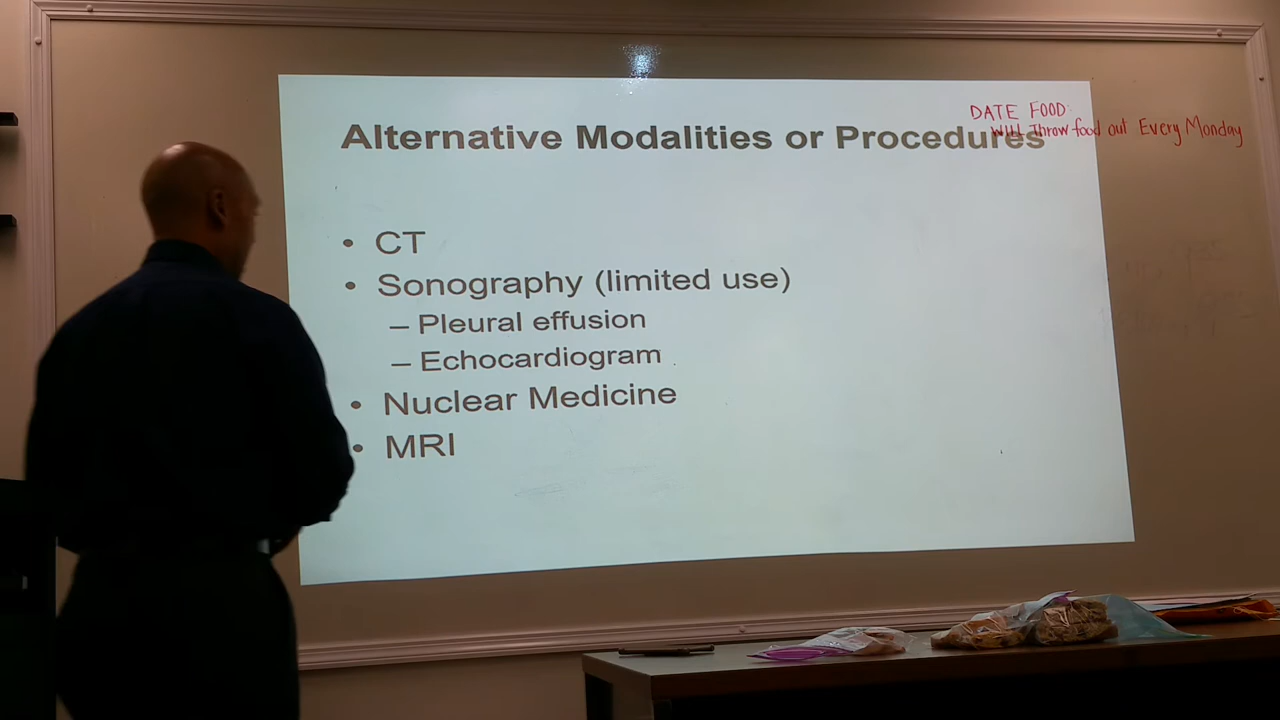 DATE FOOD:
Will Throw food out Every Monday
Alternative Modalities or Procedures
• CT
• Sonography (limited use)
– Pleural effusion
– Echocardiogram
• Nuclear Medicine
• MRI